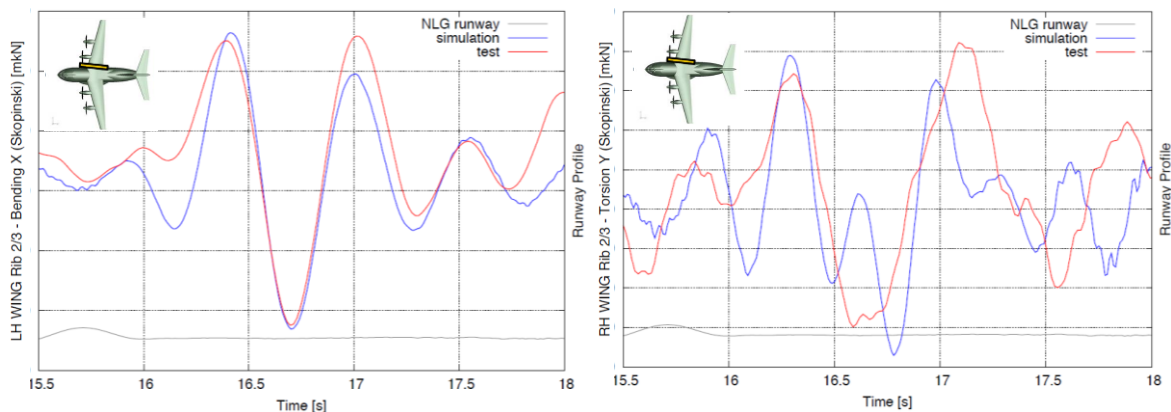 NLG runway
simulation
test
LH WING Rib 2/3 - Bending X (Skopinski) [mkN]
Runway Profile
15.5 16 16.5 17 17.5 18
Time [s]
NLG runway
simulation
test
RH WING Rib 2/3 - Torsion Y (Skopinski) [mkN]
Runway Profile
15.5 16 16.5 17 17.5 18
Time [s]